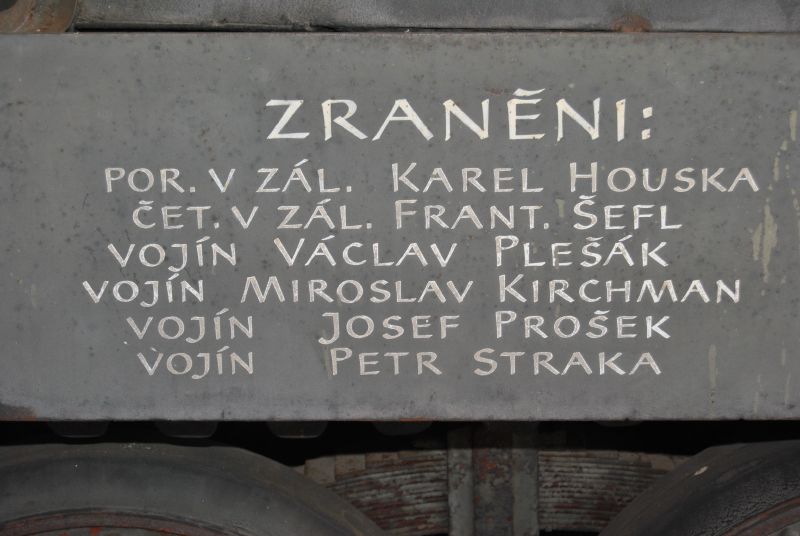 ZRANĚNI:
POR. V ZÁL. KAREL HOUSKA
ČET. V ZÁL. FRANT. ŠEFL
VOJÍN VÁCLAV PLEŠÁK
VOJÍN MIROSLAV KIRCHMAN
VOJÍN JOSEF PROŠEK
VOJÍN PETR STRAKA